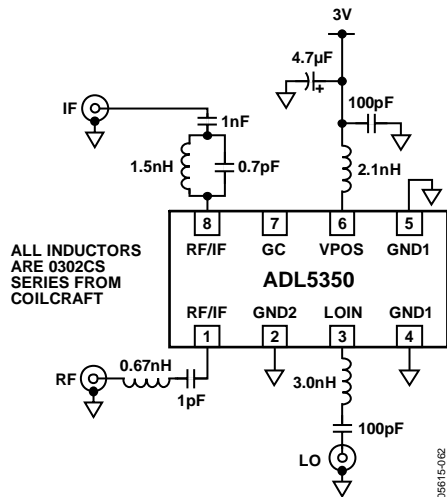 3V
4.7µF
+
100pF
IF
1nF
1.5nH
0.7pF
2.1nH
8
7
6
5
RF/IF
GC
VPOS
GND1
ALL INDUCTORS
ARE 0302CS
SERIES FROM
COILCRAFT
ADL5350
RF/IF
GND2
LOIN
GND1
1
2
3
4
0.67nH
RF
1pF
3.0nH
100pF
LO
05615-062